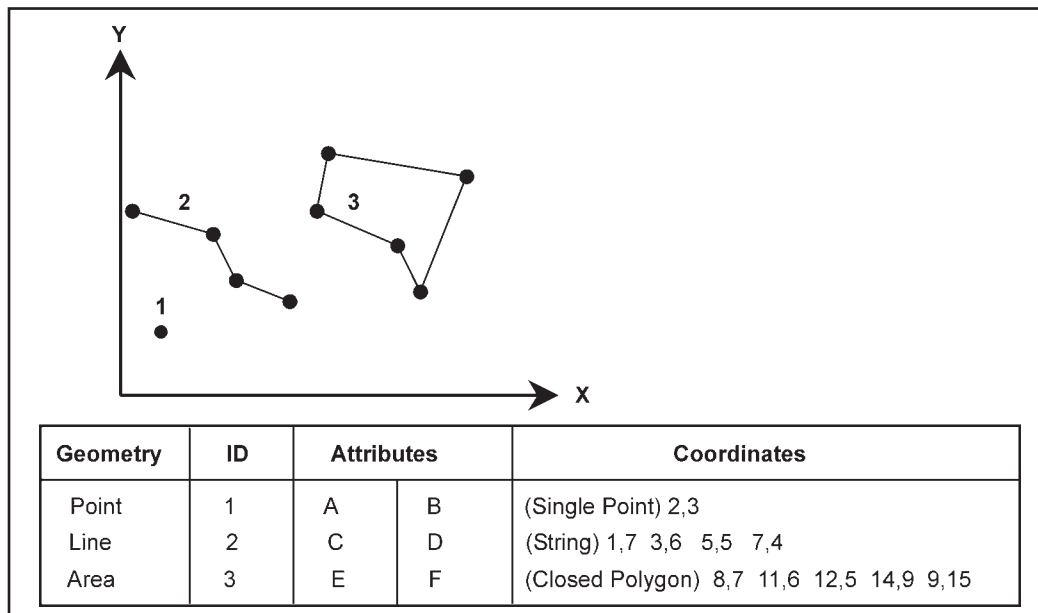 Y
2
3
1
X
Geometry ID Attributes Coordinates
Point 1 A B (Single Point) 2,3
Line 2 C D (String) 1,7 3,6 5,5 7,4
Area 3 E F (Closed Polygon) 8,7 11,6 12,5 14,9 9,15